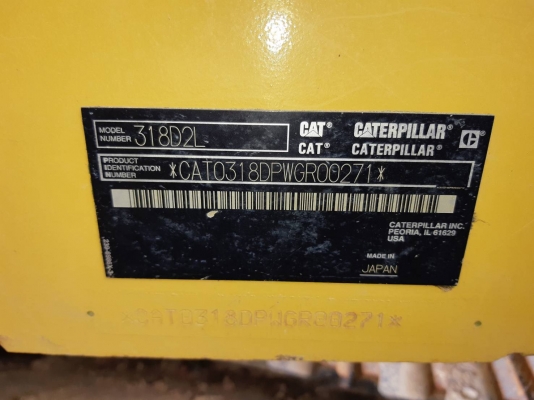 MODEL NUMBER 318D2L
CAT® CATERPILLAR® C
CAT® CATERPILLAR®
PRODUCT IDENTIFICATION NUMBER *CAT0318DPWGR00271*
CATERPILLAR INC.
PEORIA, IL 61629
USA
MADE IN
JAPAN
*CAT0318DPWGR00271*